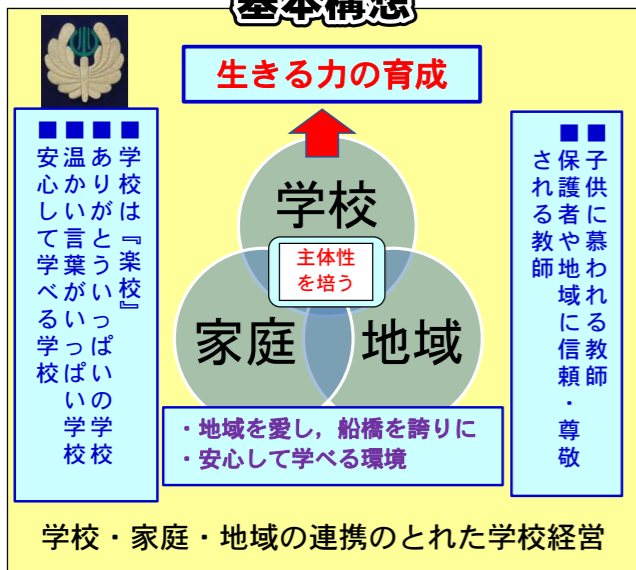 基本構想
生きる力の育成
■学校は『楽校』
■ありがとういっぱいの学校
■温かい言葉がいっぱい学校
■安心して学べる学校
学校
主体性
を培う
家庭
地域
■子供に慕われる教師
■保護者や地域に信頼・尊敬
される教師
・地域を愛し，船橋を誇りに
・安心して学べる環境
学校・家庭・地域の連携のとれた学校経営